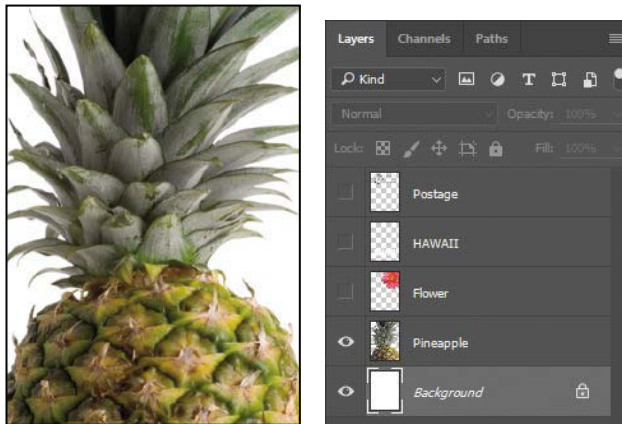 Layers Channels Paths
Kind
Normal Opacity: 100%
Lock: Fill: 100%
Postage
HAWAII
Flower
Pineapple
Background